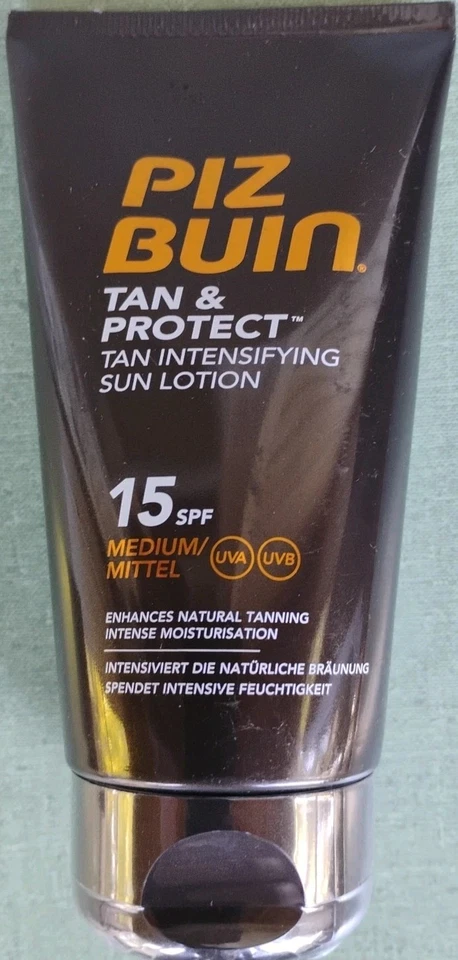 PIZ
BUIN®
TAN &
PROTECT™
TAN INTENSIFYING
SUN LOTION
15 SPF
MEDIUM/
MITTEL UVA UVB
ENHANCES NATURAL TANNING
INTENSE MOISTURISATION
INTENSIVIERT DIE NATÜRLICHE BRÄUNUNG
SPENDET INTENSIVE FEUCHTIGKEIT